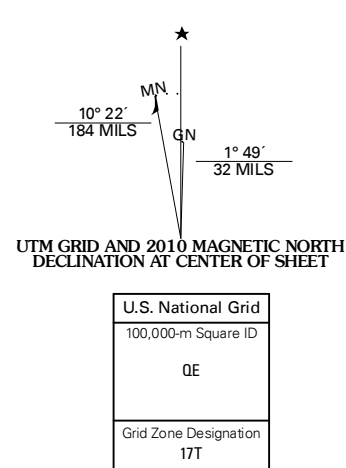 ★
MN
10° 22´
184 MILS
GN
1° 49´
32 MILS
UTM GRID AND 2010 MAGNETIC NORTH
DECLINATION AT CENTER OF SHEET
U.S. National Grid
100,000-m Square ID
QE
Grid Zone Designation
17T